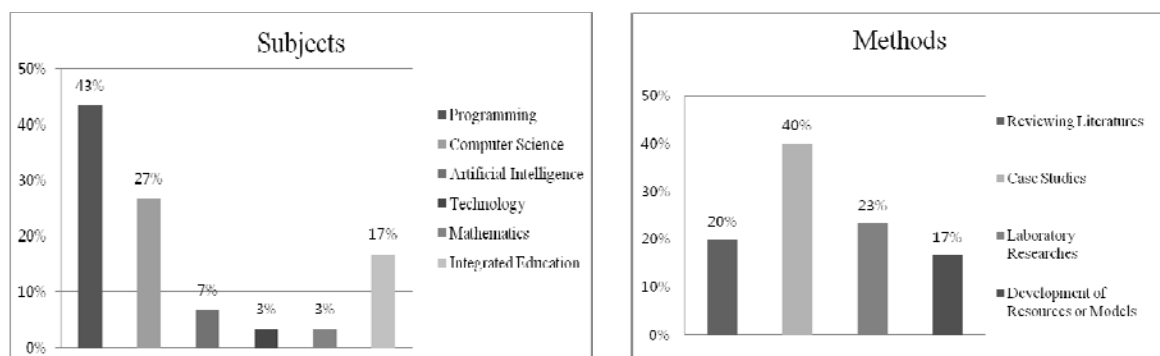 Subjects
50%
40%
30%
20%
10%
0%
43%
27%
7%
3%
3%
17%
Programming
Computer Science
Artificial Intelligence
Technology
Mathematics
Integrated Education
Methods
50%
40%
30%
20%
10%
0%
20%
40%
23%
17%
Reviewing Literatures
Case Studies
Laboratory
Researches
Development of
Resources or Models